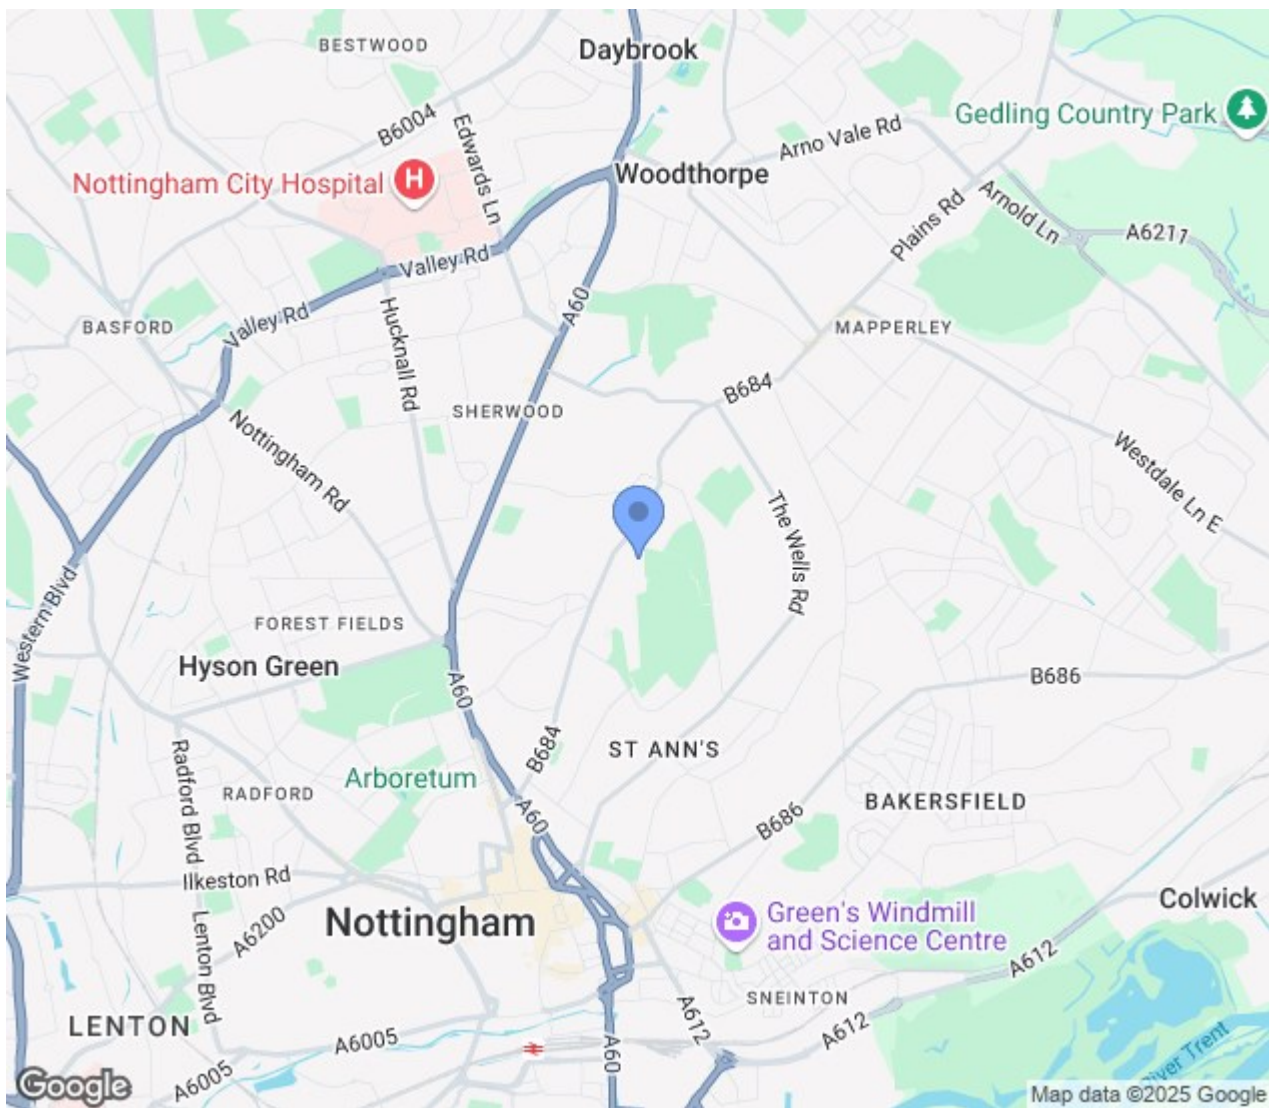 BESTWOOD
Daybrook
B6004
Edwards Ln
Gedling Country Park
Arno Vale Rd
Nottingham City Hospital
H
Woodthorpe
Plains Rd
Arnold Ln
A6211
Valley Rd
A60
BASFORD
Valley Rd
Hucknall Rd
MAPPERLEY
B684
SHERWOOD
Nottingham Rd
Westdale Ln E
The Wells Rd
Western Blvd
FOREST FIELDS
Hyson Green
A60
B686
B684
ST ANN'S
Radford Blvd
Arboretum
RADFORD
A60
B686
BAKERSFIELD
Ilkeston Rd
Colwick
A6200
Lenton Blvd
Nottingham
Green's Windmill
and Science Centre
A612
SNEINTON
LENTON
A6005
A60
A612
A612
River Trent
A6005
Google
Map data ©2025 Google